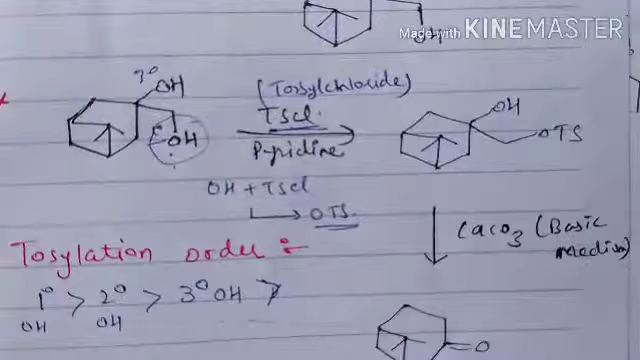 OH
Made with KINEMASTER
3° OH
(Tosylchloride)
TScl.
OH
Pyridine
OH
OTS
OH + TScl
OTS.
CaCO3 (Basic
medium)
Tosylation order :-
1° > 2° > 3° OH >
OH OH
O